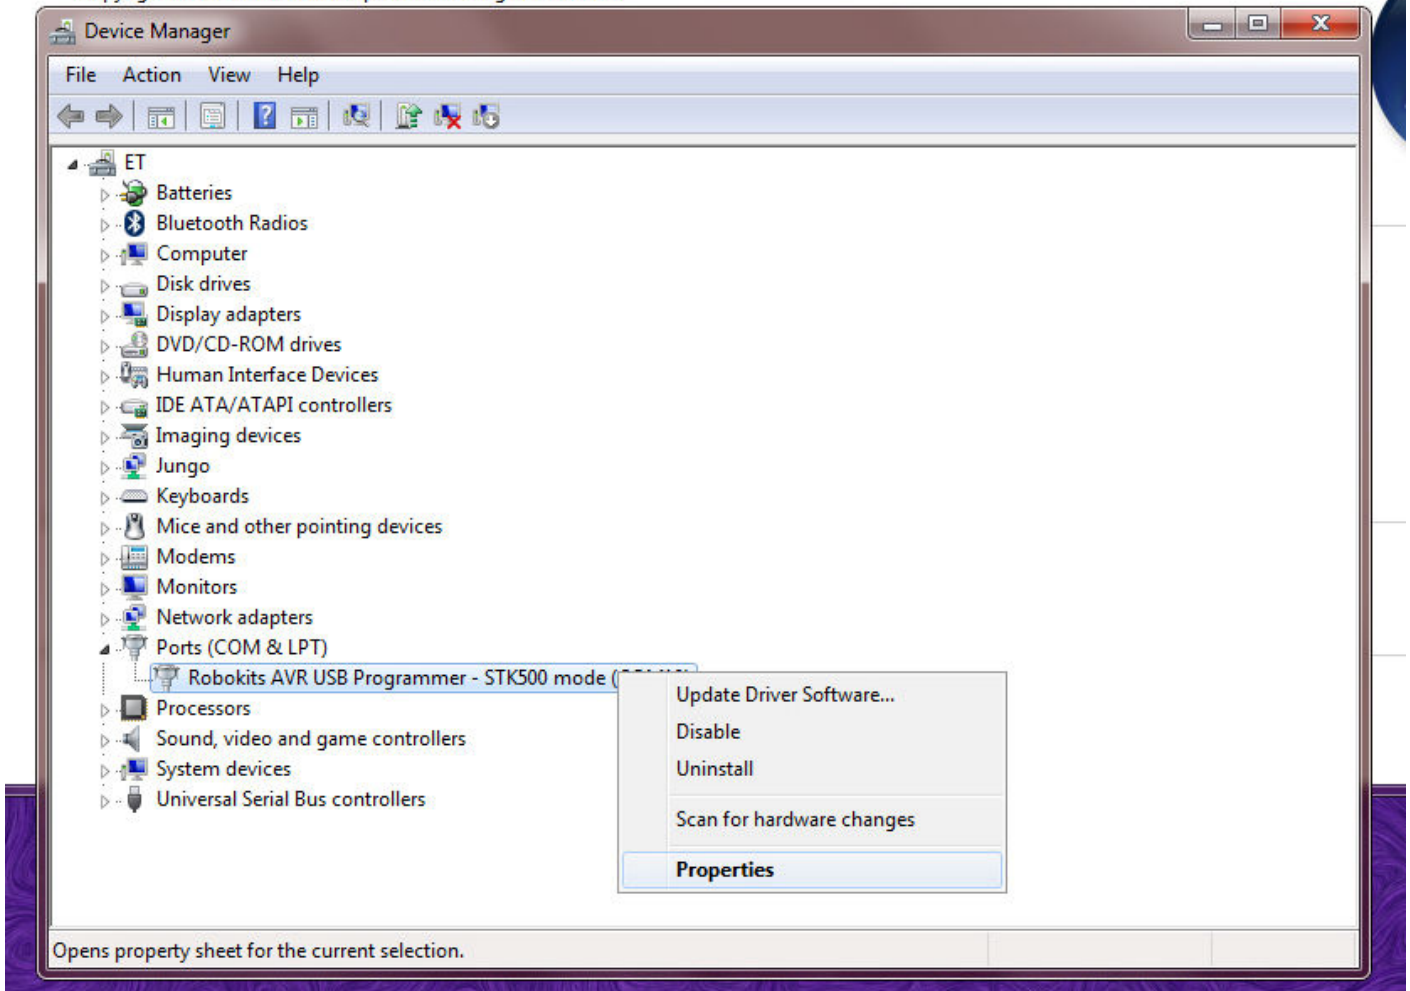 Device Manager
File Action View Help
ET
Batteries
Bluetooth Radios
Computer
Disk drives
Display adapters
DVD/CD-ROM drives
Human Interface Devices
IDE ATA/ATAPI controllers
Imaging devices
Jungo
Keyboards
Mice and other pointing devices
Modems
Monitors
Network adapters
Ports (COM & LPT)
Robokits AVR USB Programmer - STK500 mode (
Update Driver Software...
Disable
Uninstall
Scan for hardware changes
Properties
Processors
Sound, video and game controllers
System devices
Universal Serial Bus controllers
Opens property sheet for the current selection.